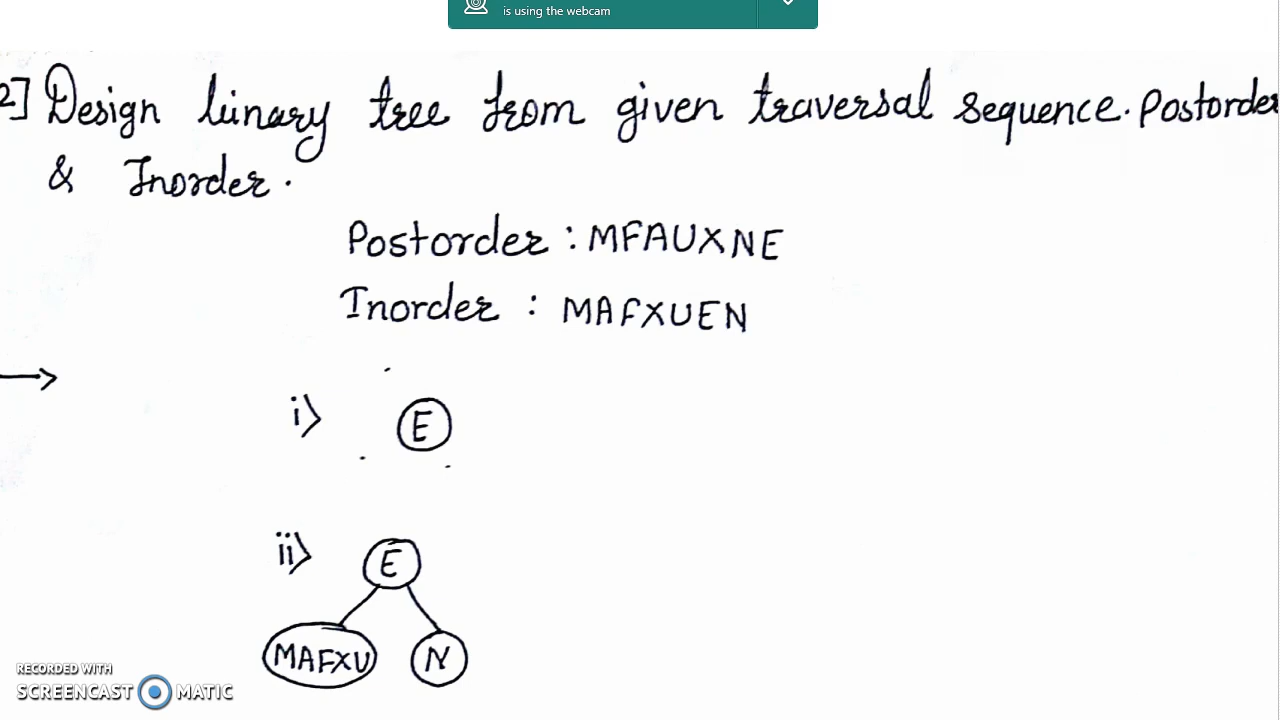 is using the webcam
2] Design binary tree from given traversal sequence. Postorder
& Inorder.
Postorder : MFAUXNE
Inorder : MAFXUEN
i) E
ii) E
MAFXU N
RECORDED WITH
SCREENCAST MATIC